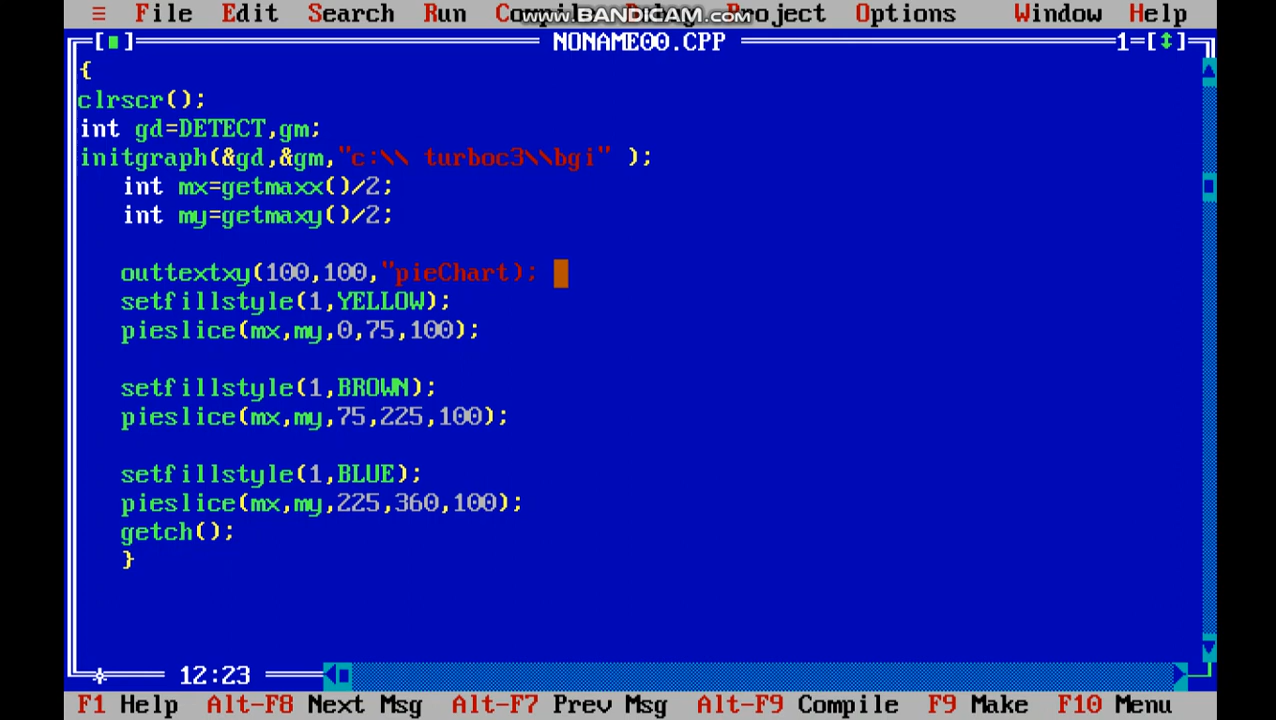 ≡ File Edit Search Run Compile Debug Project Options Window Help
www.BANDICAM.com
NONAME00.CPP 1=[↕]
{
clrscr();
int gd=DETECT,gm;
initgraph(&gd,&gm,"c:\\ turboc3\\bgi" );
int mx=getmaxx()/2;
int my=getmaxy()/2;
outtextxy(100,100,"pieChart);
setfillstyle(1,YELLOW);
pieslice(mx,my,0,75,100);
setfillstyle(1,BROWN);
pieslice(mx,my,75,225,100);
setfillstyle(1,BLUE);
pieslice(mx,my,225,360,100);
getch();
}
12:23
F1 Help Alt-F8 Next Msg Alt-F7 Prev Msg Alt-F9 Compile F9 Make F10 Menu